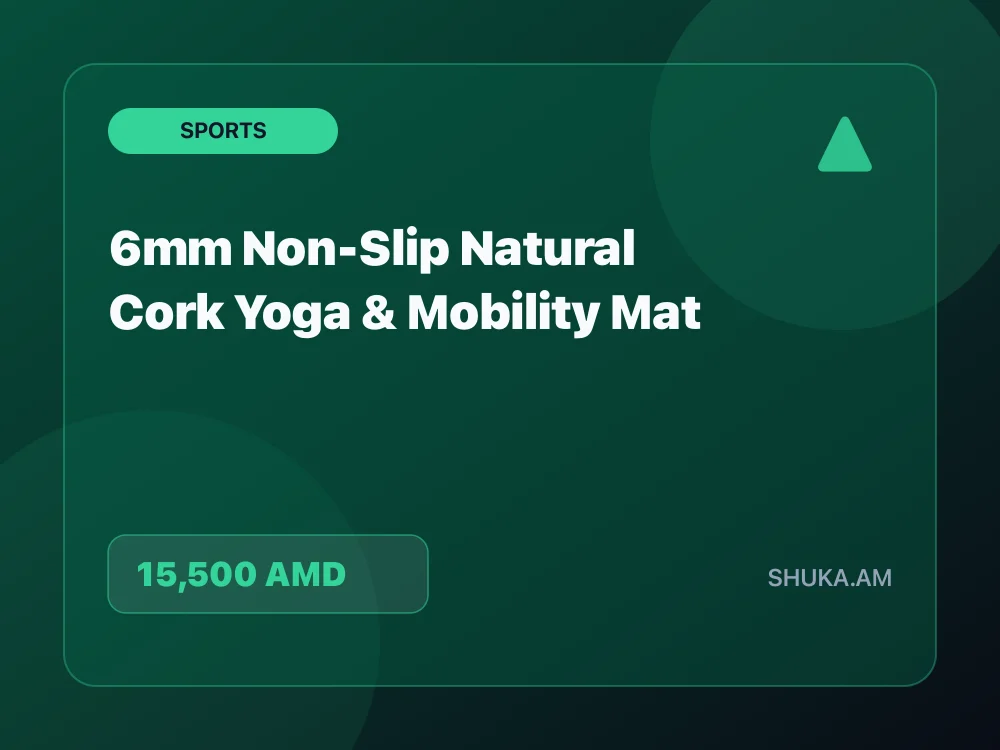 SPORTS
6mm Non-Slip Natural
Cork Yoga & Mobility Mat
15,500 AMD
SHUKA.AM